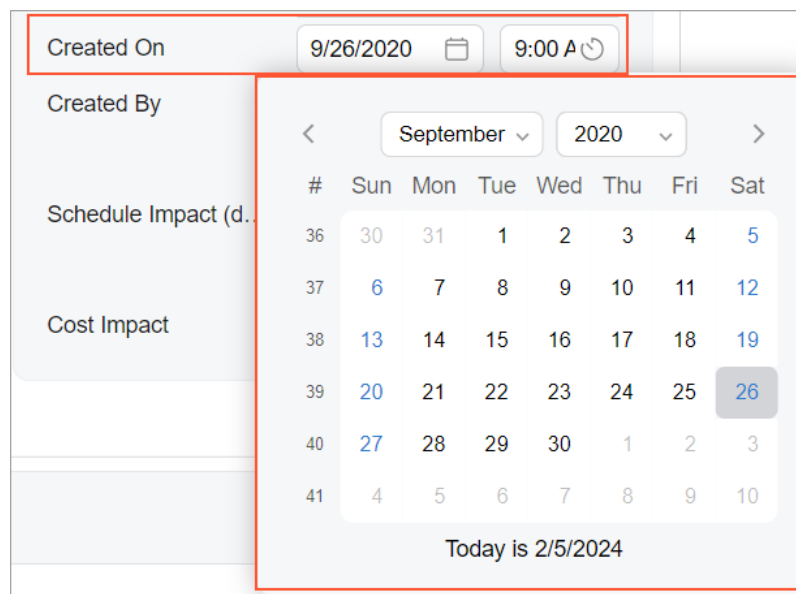 Created On 9/26/2020 9:00 A
Created By
September 2020
# Sun Mon Tue Wed Thu Fri Sat
Schedule Impact (d...
36 30 31 1 2 3 4 5
37 6 7 8 9 10 11 12
Cost Impact
38 13 14 15 16 17 18 19
39 20 21 22 23 24 25 26
40 27 28 29 30 1 2 3
41 4 5 6 7 8 9 10
Today is 2/5/2024